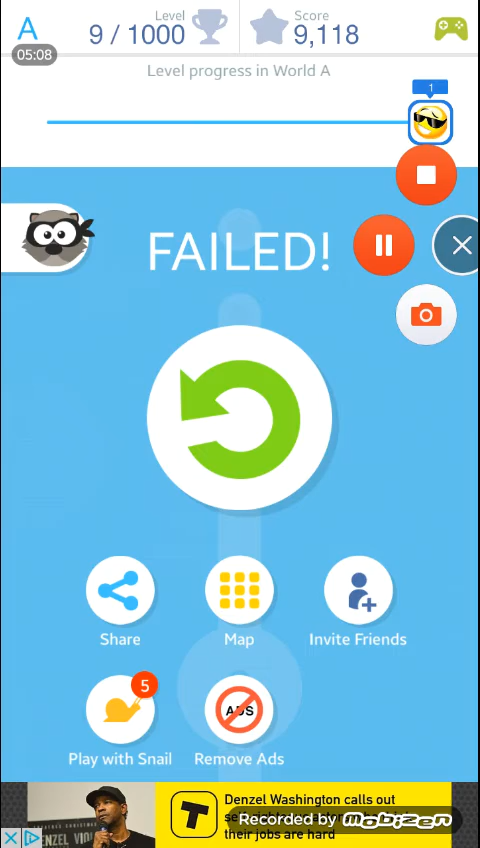 Level
Score
A
9 / 1000
9,118
05:08
Level progress in World A
1
FAILED!
Share
Map
Invite Friends
5
ADS
Play with Snail
Remove Ads
Denzel Washington calls out
T
Recorded by mobizen
their jobs are hard